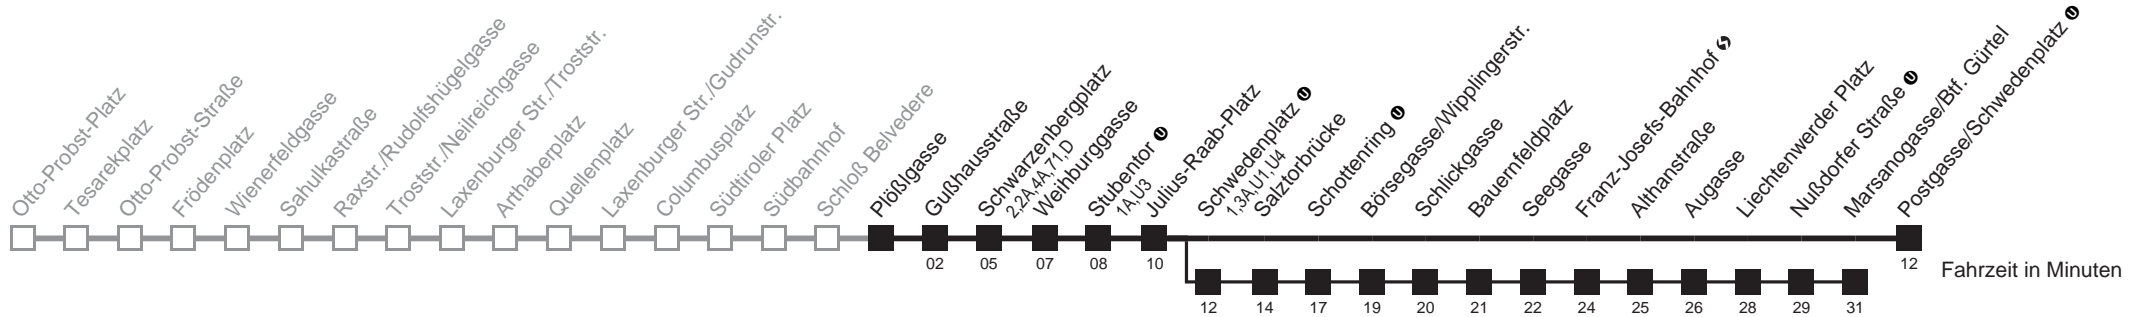 Otto-Probst-Platz
Tesarekplatz
Otto-Probst-Straße
Frödenplatz
Wienerfeldgasse
Sahulkastraße
Raxstr./Rudolfshügelgasse
Troststr./Neilreichgasse
Laxenburger Str./Troststr.
Arthaberplatz
Quellenplatz
Laxenburger Str./Gudrunstr.
Columbusplatz
Südtiroler Platz
Südbahnhof
Schloß Belvedere
Plößlgasse
Gußhausstraße
Schwarzenbergplatz
2,2A,4A,71,D
Weihburggasse
Stubentor U
1A,U3
Julius-Raab-Platz
Schwedenplatz U
1,3A,U1,U4
Salztorbrücke
Schottenring U
Börsegasse/Wipplingerstr.
Schlickgasse
Bauernfeldplatz
Seegasse
Franz-Josefs-Bahnhof S
Althanstraße
Augasse
Liechtenwerder Platz
Nußdorfer Straße U
Marsanogasse/Btf. Gürtel
Postgasse/Schwedenplatz U
02 05 07 08 10 12
Fahrzeit in Minuten
12 14 17 19 20 21 22 24 25 26 28 29 31